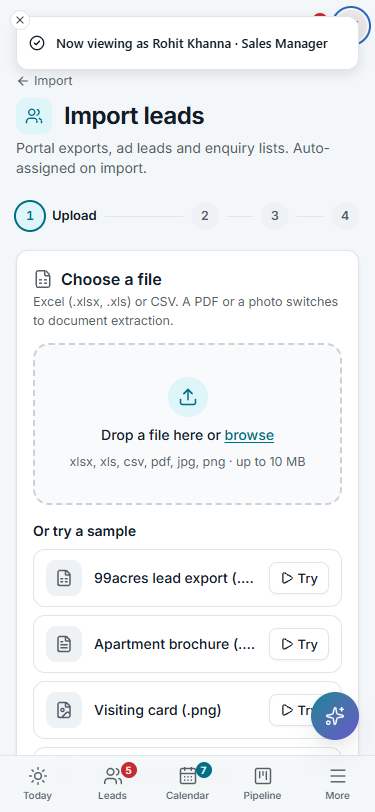 Now viewing as Rohit Khanna · Sales Manager
Import
Import leads
Portal exports, ad leads and enquiry lists. Auto-
assigned on import.
1 Upload 2 3 4
Choose a file
Excel (.xlsx, .xls) or CSV. A PDF or a photo switches
to document extraction.
Drop a file here or browse
xlsx, xls, csv, pdf, jpg, png · up to 10 MB
Or try a sample
99acres lead export (.... Try
Apartment brochure (.... Try
Visiting card (.png) Try
5 7
Today Leads Calendar Pipeline More